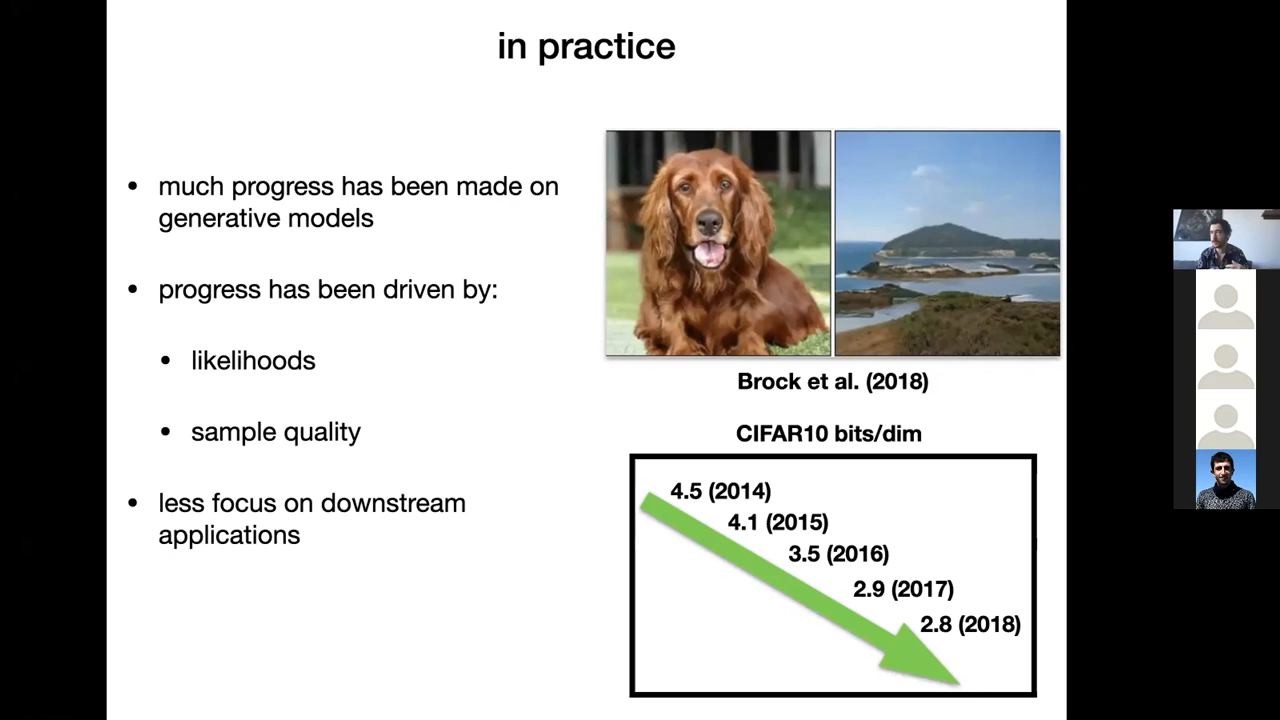 in practice
• much progress has been made on
generative models
• progress has been driven by:
• likelihoods
• sample quality
• less focus on downstream
applications
Brock et al. (2018)
CIFAR10 bits/dim
4.5 (2014)
4.1 (2015)
3.5 (2016)
2.9 (2017)
2.8 (2018)